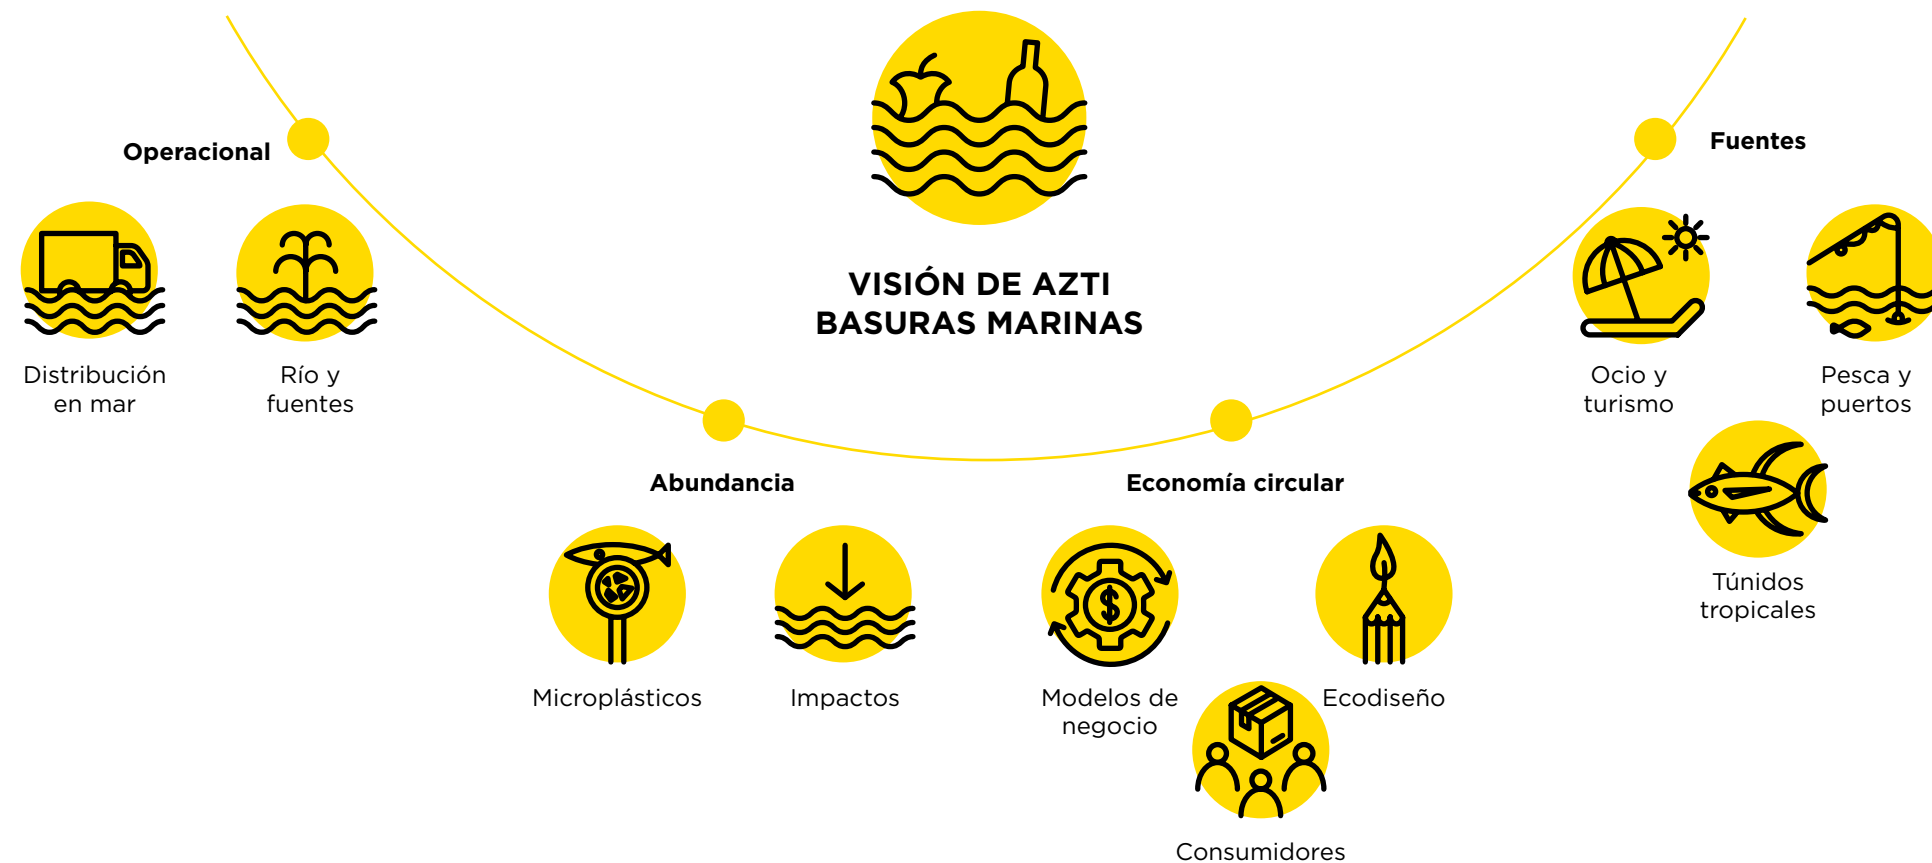 VISIÓN DE AZTI
BASURAS MARINAS
Operacional
Distribución
en mar
Río y
fuentes
Abundancia
Microplásticos
Impactos
Economía circular
Modelos de
negocio
Ecodiseño
Consumidores
Fuentes
Ocio y
turismo
Pesca y
puertos
Túnidos
tropicales